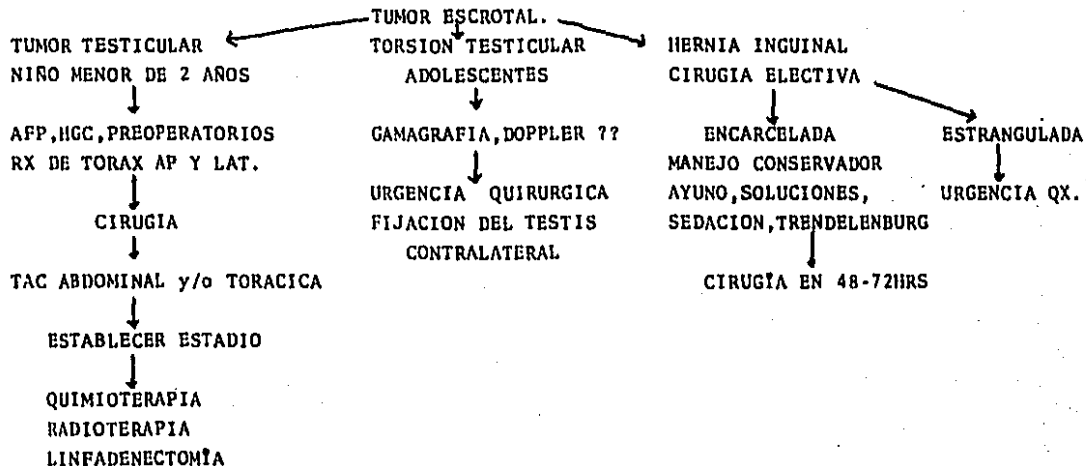 TUMOR ESCROTAL.
TUMOR TESTICULAR
NIÑO MENOR DE 2 AÑOS
AFP,HGC,PREOPERATORIOS
RX DE TORAX AP Y LAT.
CIRUGIA
TAC ABDOMINAL y/o TORACICA
ESTABLECER ESTADIO
QUIMIOTERAPIA
RADIOTERAPIA
LINFADENECTOMÍA
TORSION TESTICULAR
ADOLESCENTES
GAMAGRAFIA,DOPPLER ??
URGENCIA QUIRURGICA
FIJACION DEL TESTIS
CONTRALATERAL
HERNIA INGUINAL
CIRUGIA ELECTIVA
ENCARCELADA
MANEJO CONSERVADOR
AYUNO,SOLUCIONES,
SEDACION,TRENDELENBURG
CIRUGÍA EN 48-72HRS
ESTRANGULADA
URGENCIA QX.